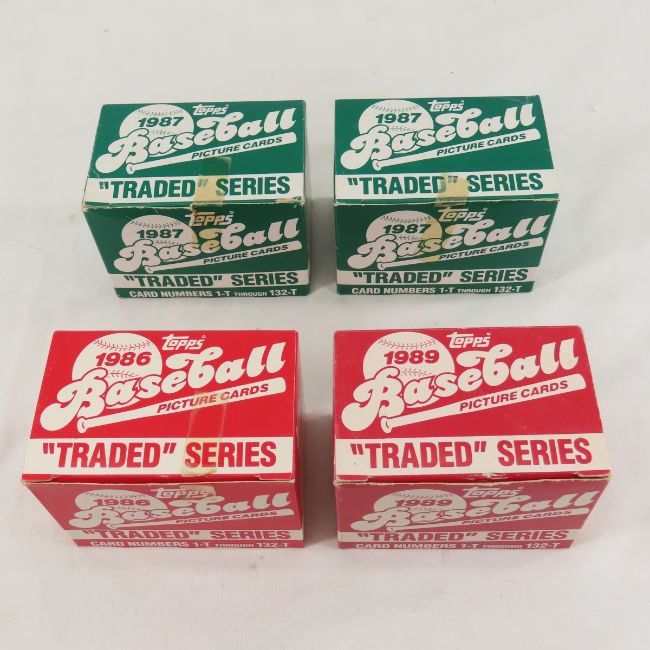 Topps
1987
Baseball
PICTURE CARDS
"TRADED" SERIES
Topps
1987
Baseball
PICTURE CARDS
"TRADED" SERIES
CARD NUMBERS 1-T THROUGH 132-T
Topps
1987
Baseball
PICTURE CARDS
"TRADED" SERIES
Topps
1987
Baseball
PICTURE CARDS
"TRADED" SERIES
CARD NUMBERS 1-T THROUGH 132-T
Topps
1986
Baseball
PICTURE CARDS
"TRADED" SERIES
Topps
1986
Baseball
PICTURE CARDS
"TRADED" SERIES
CARD NUMBERS 1-T THROUGH 132-T
Topps
1989
Baseball
PICTURE CARDS
"TRADED" SERIES
Topps
1989
Baseball
PICTURE CARDS
"TRADED" SERIES
CARD NUMBERS 1-T THROUGH 132-T